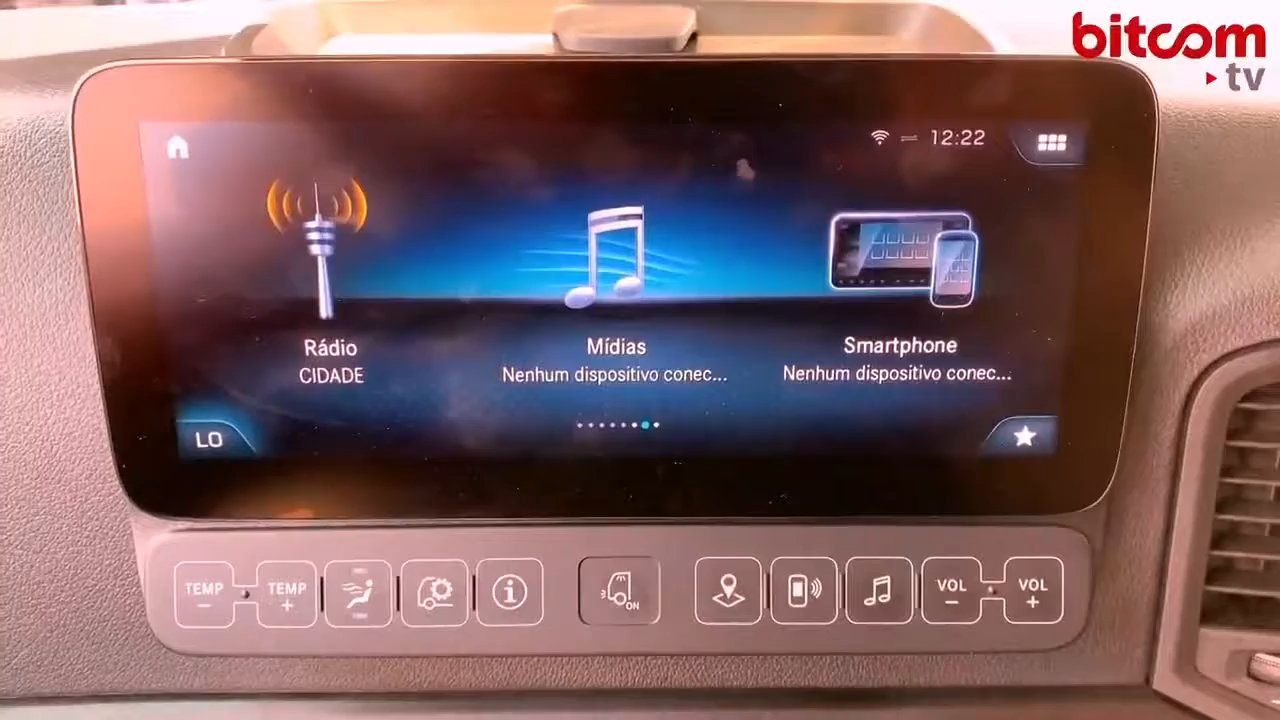 bitcom
tv
12:22
Rádio
CIDADE
Mídias
Nenhum dispositivo conec...
Smartphone
Nenhum dispositivo conec...
LO
TEMP
−
TEMP
+
ON
VOL
−
VOL
+